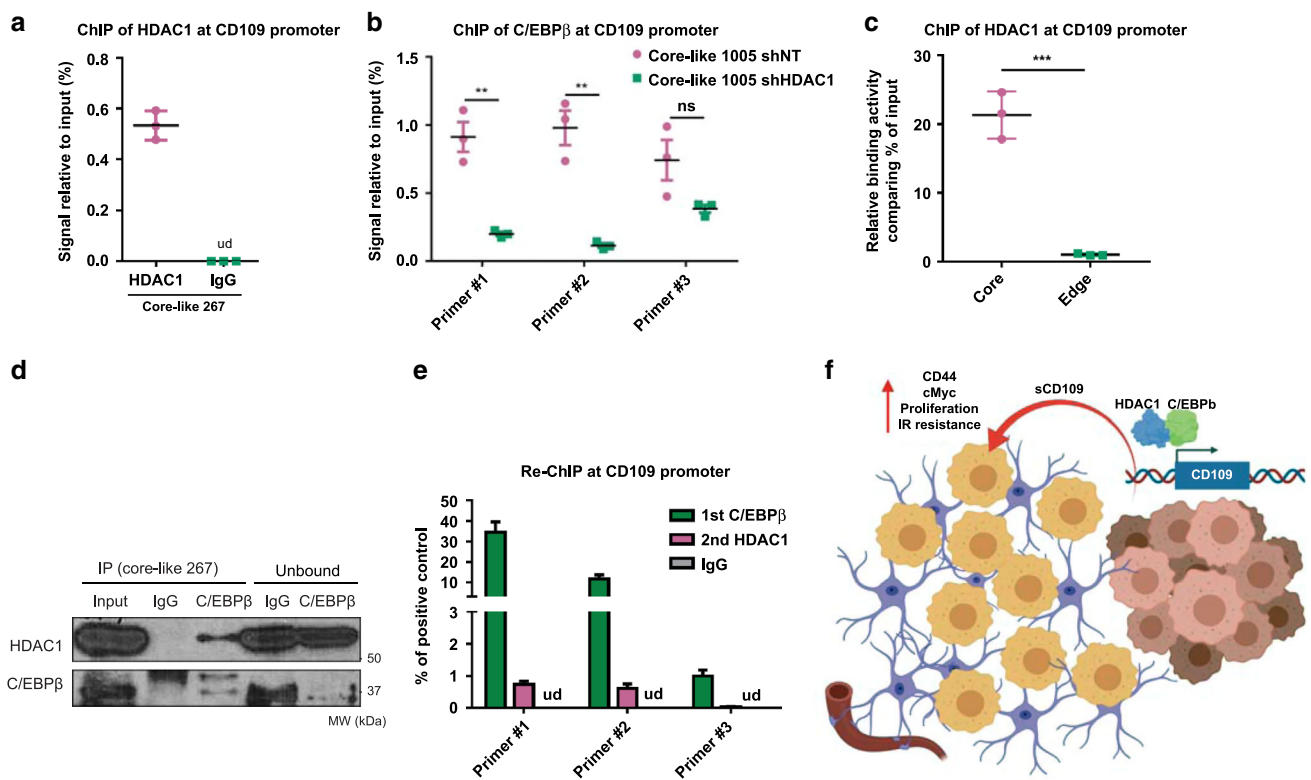 a
ChIP of HDAC1 at CD109 promoter
Signal relative to input (%)
0.8
0.6
0.4
0.2
0.0
ud
HDAC1 IgG
Core-like 267
b
ChIP of C/EBPβ at CD109 promoter
Core-like 1005 shNT
Core-like 1005 shHDAC1
Signal relative to input (%)
1.5
1.0
0.5
0.0
** ** ns
Primer #1 Primer #2 Primer #3
c
ChIP of HDAC1 at CD109 promoter
Relative binding activity
comparing % of input
30
20
10
0
***
Core Edge
d
IP (core-like 267) Unbound
Input IgG C/EBPβ IgG C/EBPβ
HDAC1
50
C/EBPβ
37
MW (kDa)
e
Re-ChIP at CD109 promoter
1st C/EBPβ
2nd HDAC1
IgG
% of positive control
50
40
30
20
10
4
3
2
1
0
ud ud ud
Primer #1 Primer #2 Primer #3
f
CD44
cMyc
Proliferation
IR resistance
sCD109
HDAC1 C/EBPb
CD109